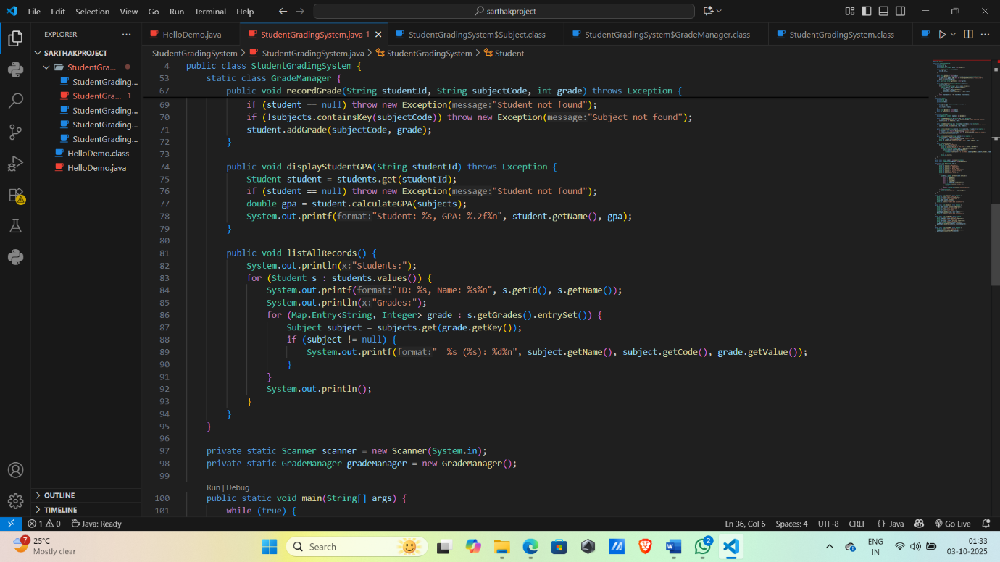 File Edit Selection View Go Run Terminal Help
sarthakproject
EXPLORER
HelloDemo.java
StudentGradingSystem.java 1
StudentGradingSystem$Subject.class
StudentGradingSystem$GradeManager.class
StudentGradingSystem.class
SARTHAKPROJECT
StudentGra...
StudentGrading...
StudentGra... 1
StudentGrading...
StudentGrading...
StudentGrading...
HelloDemo.class
HelloDemo.java
OUTLINE
TIMELINE
StudentGradingSystem > StudentGradingSystem.java > StudentGradingSystem > Student
4 public class StudentGradingSystem {
53 static class GradeManager {
67 public void recordGrade(String studentId, String subjectCode, int grade) throws Exception {
69 if (student == null) throw new Exception(message:"Student not found");
70 if (!subjects.containsKey(subjectCode)) throw new Exception(message:"Subject not found");
71 student.addGrade(subjectCode, grade);
72 }
73
74 public void displayStudentGPA(String studentId) throws Exception {
75 Student student = students.get(studentId);
76 if (student == null) throw new Exception(message:"Student not found");
77 double gpa = student.calculateGPA(subjects);
78 System.out.printf(format:"Student: %s, GPA: %.2f%n", student.getName(), gpa);
79 }
80
81 public void listAllRecords() {
82 System.out.println(x:"Students:");
83 for (Student s : students.values()) {
84 System.out.printf(format:"ID: %s, Name: %s%n", s.getId(), s.getName());
85 System.out.println(x:"Grades:");
86 for (Map.Entry<String, Integer> grade : s.getGrades().entrySet()) {
87 Subject subject = subjects.get(grade.getKey());
88 if (subject != null) {
89 System.out.printf(format:"  %s (%s): %d%n", subject.getName(), subject.getCode(), grade.getValue());
90 }
91 }
92 System.out.println();
93 }
94 }
95 }
96
97 private static Scanner scanner = new Scanner(System.in);
98 private static GradeManager gradeManager = new GradeManager();
99
Run | Debug
100 public static void main(String[] args) {
101 while (true) {
1 0 Java: Ready
Ln 36, Col 6 Spaces: 4 UTF-8 CRLF {} Java Go Live
7
25°C
Mostly clear
Search
2
ENG
IN
01:33
03-10-2025